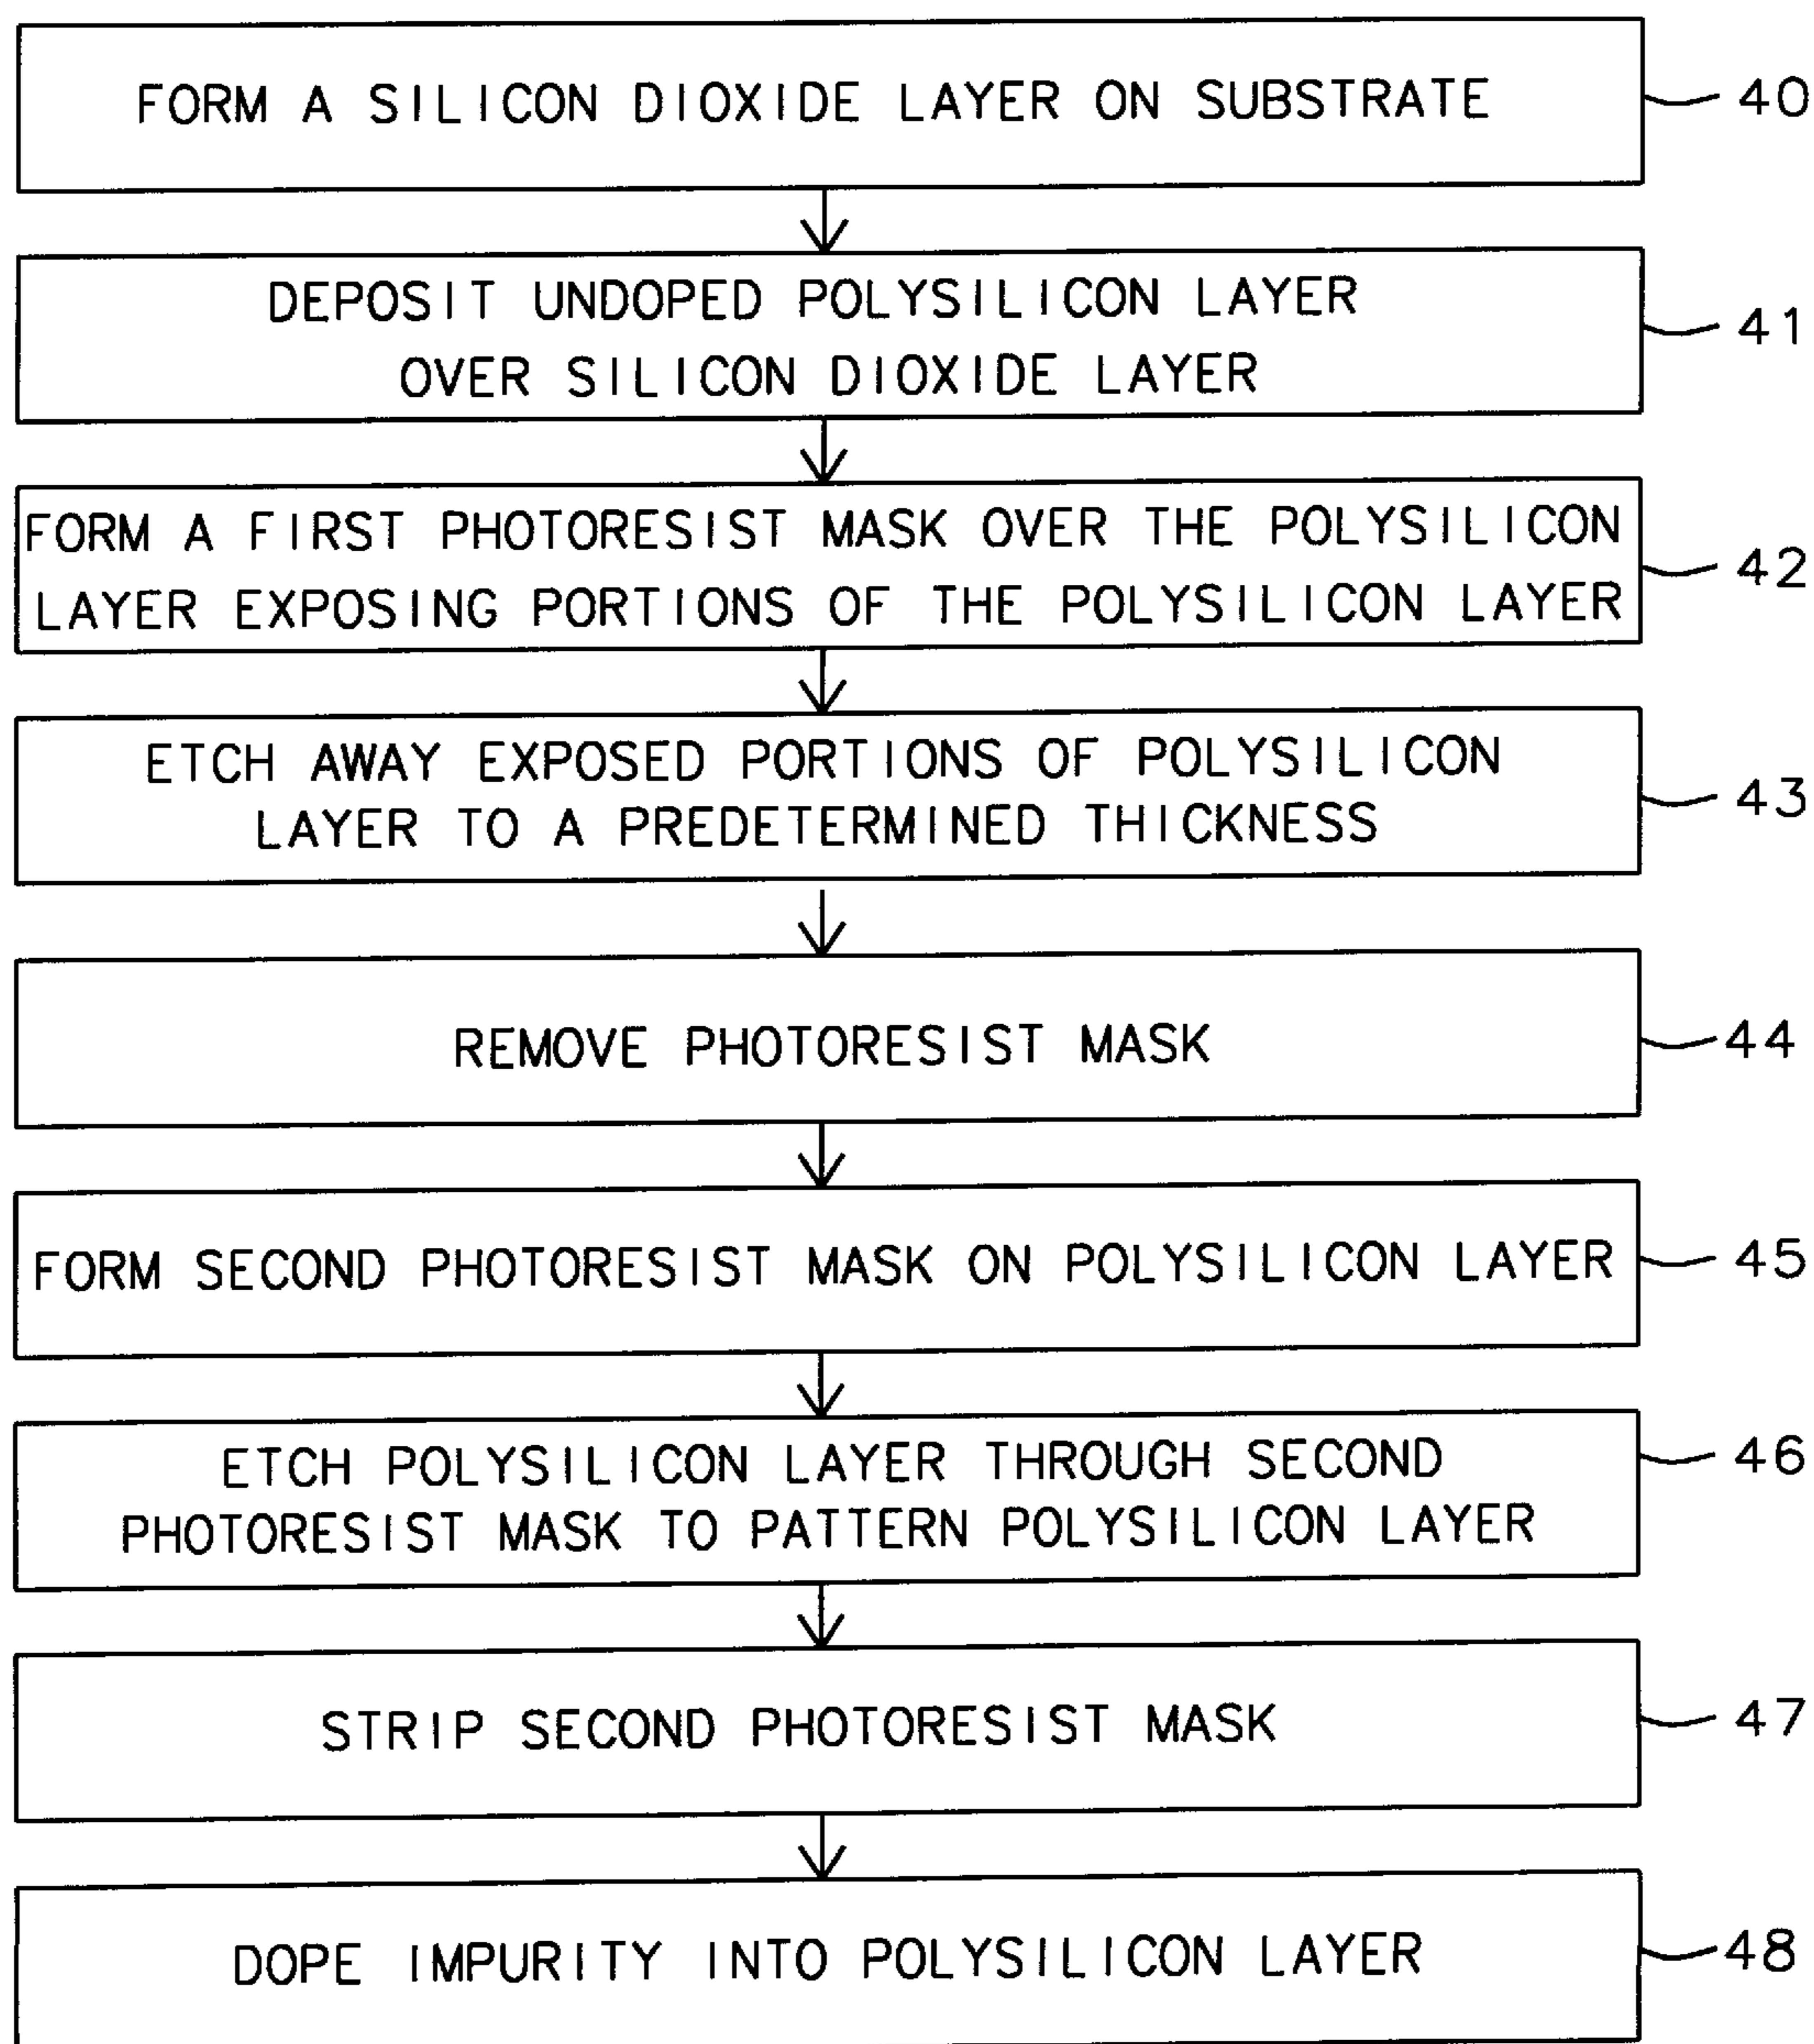 FORM A SILICON DIOXIDE LAYER ON SUBSTRATE
40
DEPOSIT UNDOPED POLYSILICON LAYER
OVER SILICON DIOXIDE LAYER
41
FORM A FIRST PHOTORESIST MASK OVER THE POLYSILICON
LAYER EXPOSING PORTIONS OF THE POLYSILICON LAYER
42
ETCH AWAY EXPOSED PORTIONS OF POLYSILICON
LAYER TO A PREDETERMINED THICKNESS
43
REMOVE PHOTORESIST MASK
44
FORM SECOND PHOTORESIST MASK ON POLYSILICON LAYER
45
ETCH POLYSILICON LAYER THROUGH SECOND
PHOTORESIST MASK TO PATTERN POLYSILICON LAYER
46
STRIP SECOND PHOTORESIST MASK
47
DOPE IMPURITY INTO POLYSILICON LAYER
48